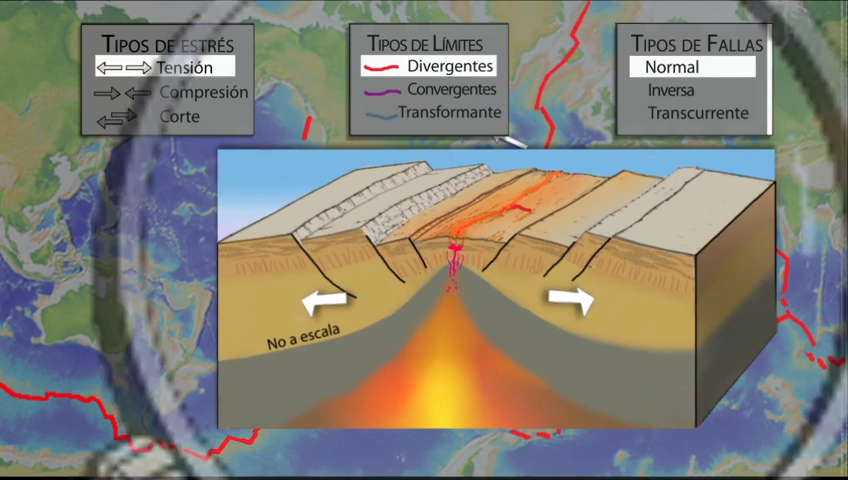 TIPOS DE ESTRÉS
Tensión
Compresión
Corte
TIPOS DE LÍMITES
Divergentes
Convergentes
Transformante
TIPOS DE FALLAS
Normal
Inversa
Transcurrente
No a escala